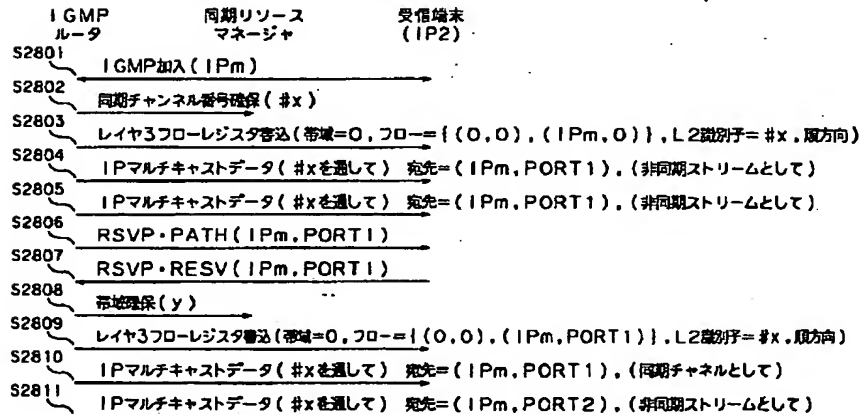 IGMP
ルータ
同期リソース
マネージャ
受信端末
(IP2)
S2801
IGMP加入(IPm)
S2802
同期チャンネル番号確保(#x)
S2803
レイヤ3フローレジスタ書込(帯域=0,フロー={(0,0),(IPm,0)},L2識別子=#x,順方向)
S2804
IPマルチキャストデータ(#xを通して) 宛先=(IPm,PORT1),(非同期ストリームとして)
S2805
IPマルチキャストデータ(#xを通して) 宛先=(IPm,PORT1),(非同期ストリームとして)
S2806
RSVP・PATH(IPm,PORT1)
S2807
RSVP・RESV(IPm,PORT1)
S2808
帯域確保(y)
S2809
レイヤ3フローレジスタ書込(帯域=0,フロー={(0,0),(IPm,PORT1)},L2識別子=#x,順方向)
S2810
IPマルチキャストデータ(#xを通して) 宛先=(IPm,PORT1),(同期チャネルとして)
S2811
IPマルチキャストデータ(#xを通して) 宛先=(IPm,PORT2),(非同期ストリームとして)